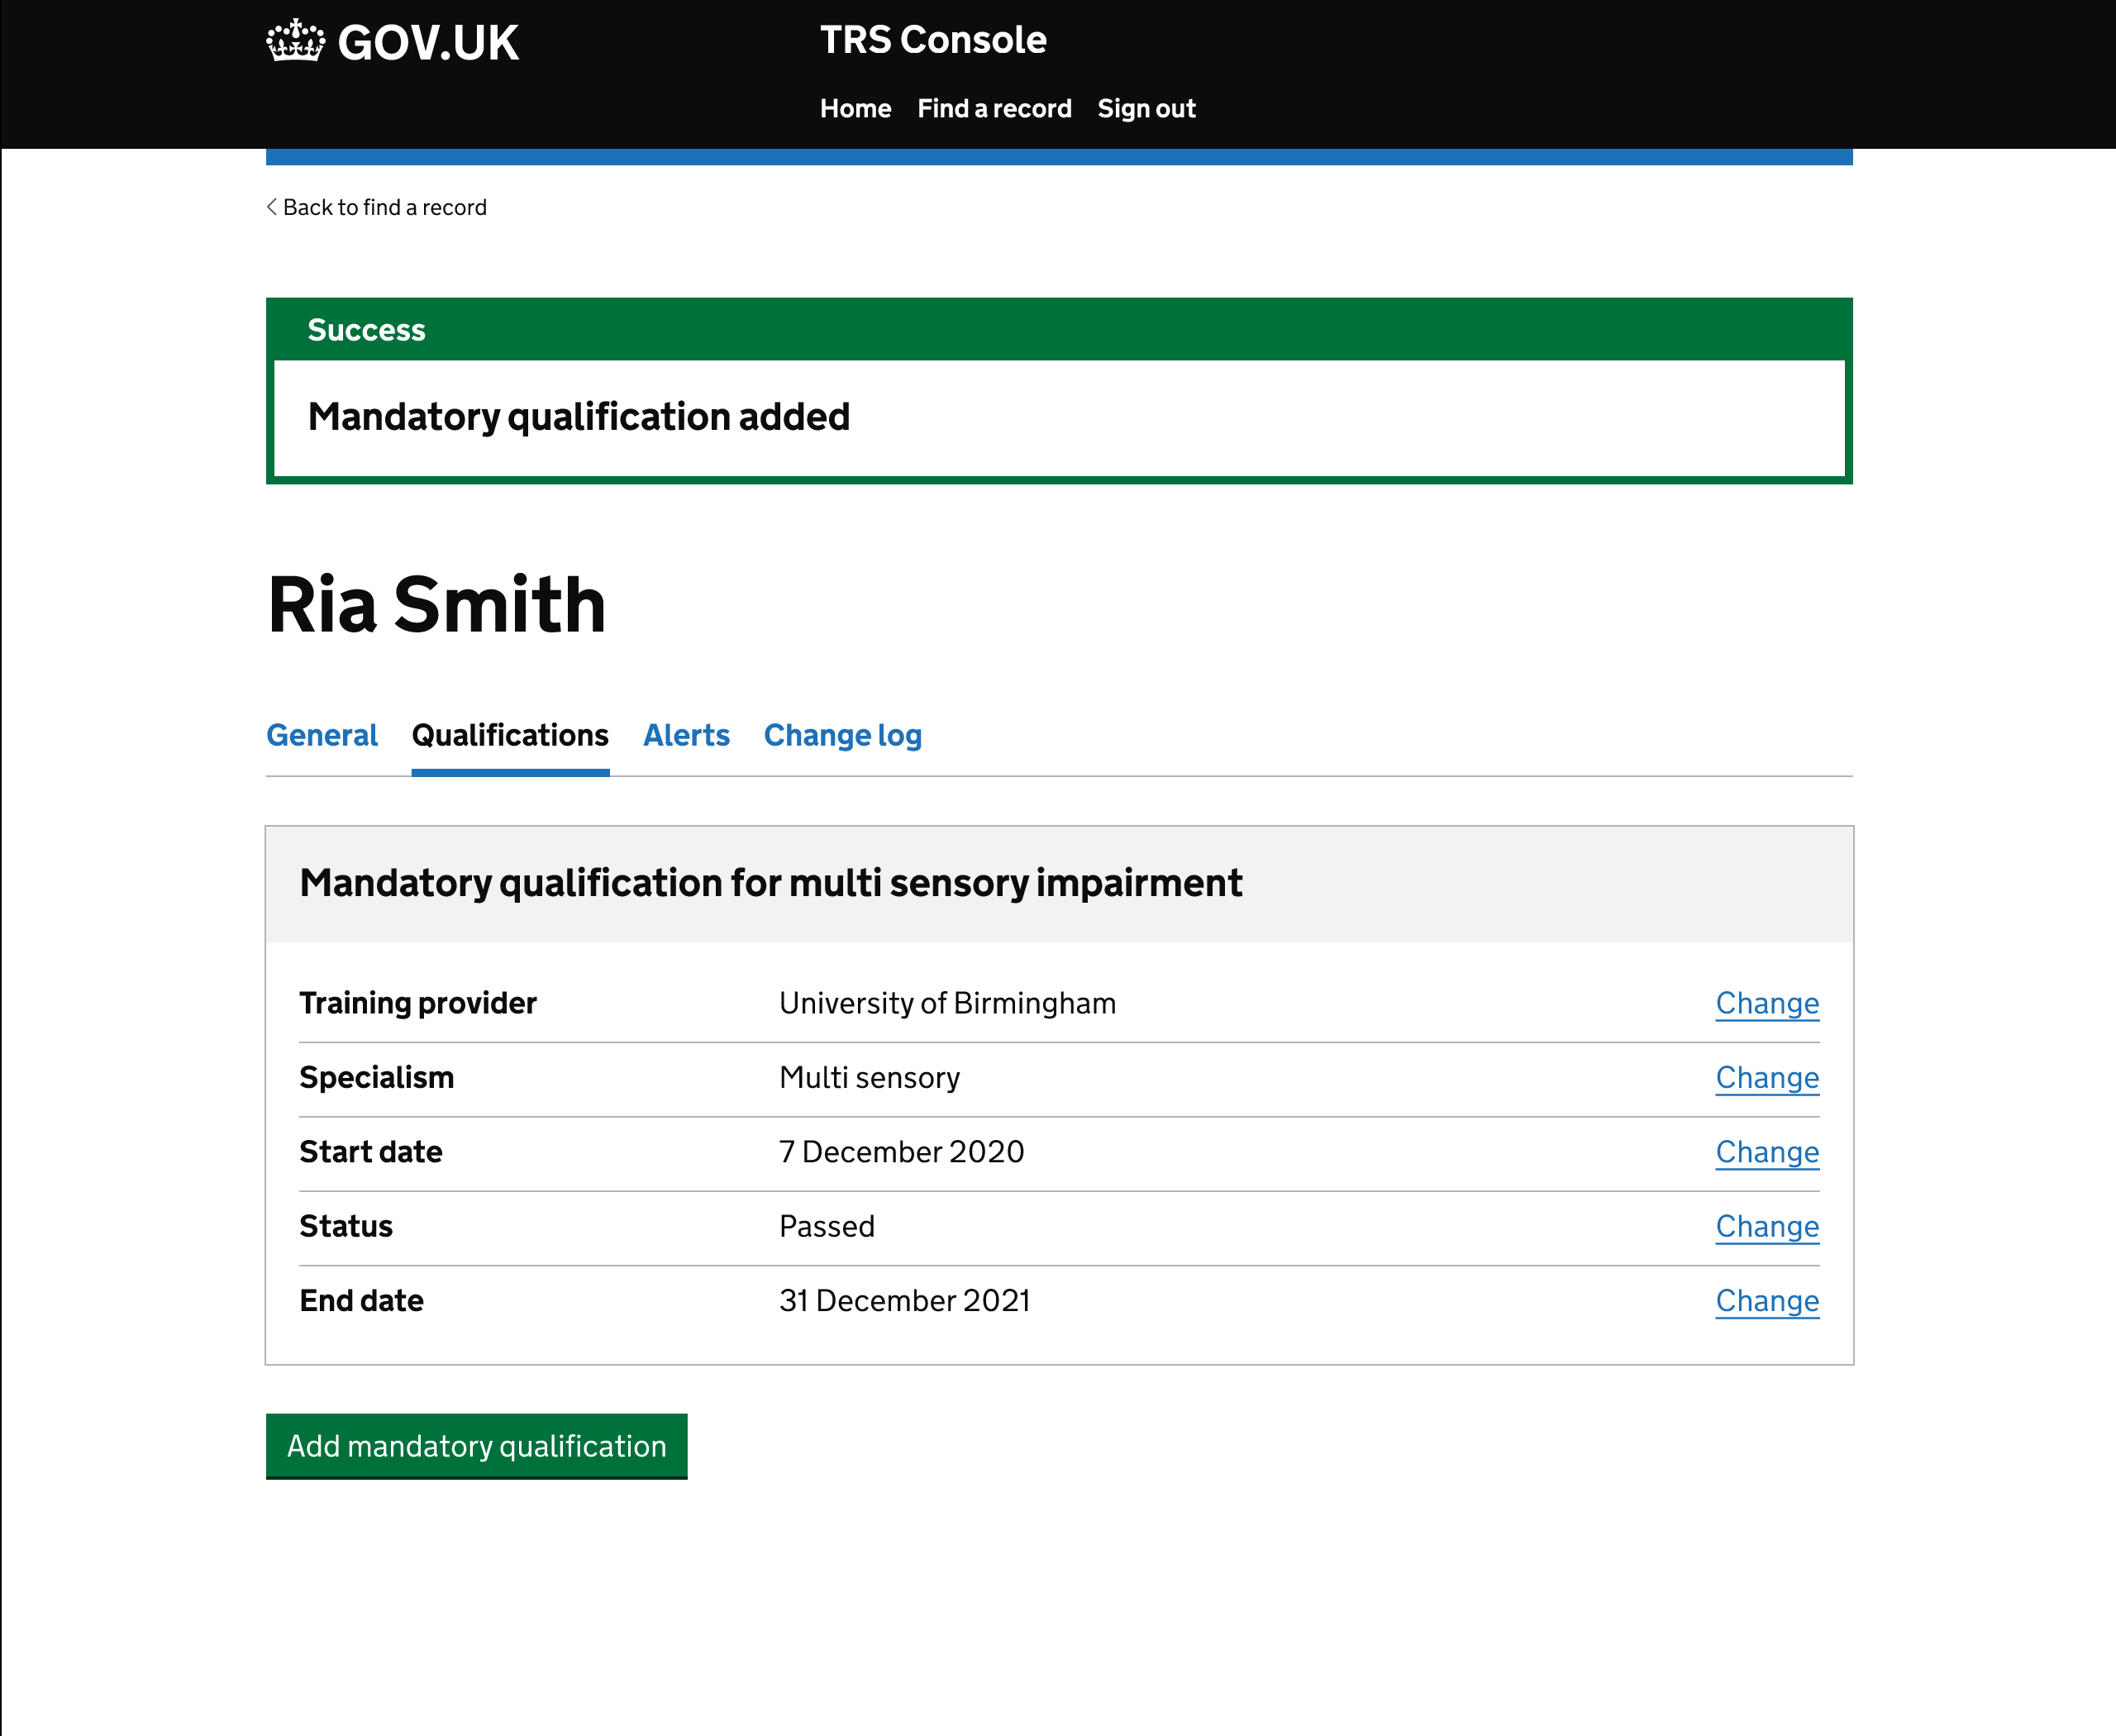 GOV.UK
TRS Console
Home Find a record Sign out
Back to find a record
Success
Mandatory qualification added
Ria Smith
General Qualifications Alerts Change log
Mandatory qualification for multi sensory impairment
Training provider University of Birmingham Change
Specialism Multi sensory Change
Start date 7 December 2020 Change
Status Passed Change
End date 31 December 2021 Change
Add mandatory qualification